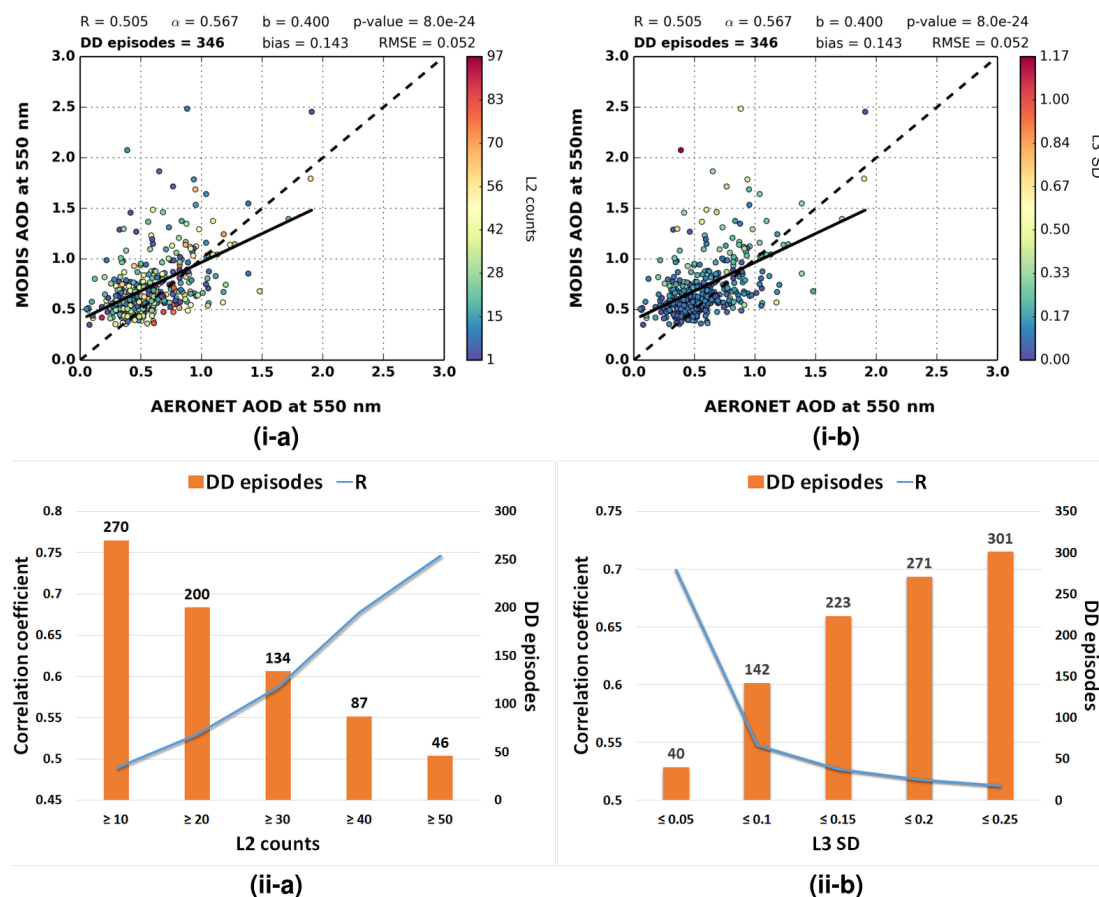 R = 0.505 α = 0.567 b = 0.400 p-value = 8.0e-24
DD episodes = 346 bias = 0.143 RMSE = 0.052
3.0
2.5
2.0
1.5
1.0
0.5
0.0
MODIS AOD at 550 nm
0.0 0.5 1.0 1.5 2.0 2.5 3.0
AERONET AOD at 550 nm
97
83
70
56
42
28
15
1
L2 counts
(i-a)
R = 0.505 α = 0.567 b = 0.400 p-value = 8.0e-24
DD episodes = 346 bias = 0.143 RMSE = 0.052
3.0
2.5
2.0
1.5
1.0
0.5
0.0
MODIS AOD at 550nm
0.0 0.5 1.0 1.5 2.0 2.5 3.0
AERONET AOD at 550 nm
1.17
1.00
0.84
0.67
0.50
0.33
0.17
0.00
L3 SD
(i-b)
DD episodes R
0.8
0.75
0.7
0.65
0.6
0.55
0.5
0.45
Correlation coefficient
270
200
134
87
46
300
250
200
150
100
50
0
DD episodes
≥ 10 ≥ 20 ≥ 30 ≥ 40 ≥ 50
L2 counts
(ii-a)
DD episodes R
0.75
0.7
0.65
0.6
0.55
0.5
Correlation coefficient
40
142
223
271
301
350
300
250
200
150
100
50
0
DD episodes
≤ 0.05 ≤ 0.1 ≤ 0.15 ≤ 0.2 ≤ 0.25
L3 SD
(ii-b)